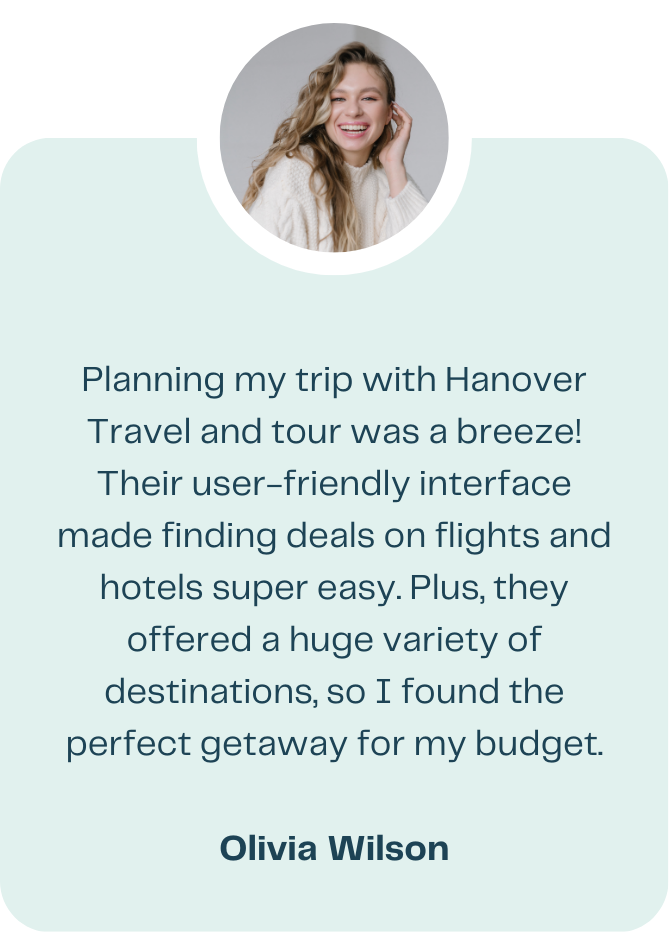 Planning my trip with Hanover
Travel and tour was a breeze!
Their user-friendly interface
made finding deals on flights and
hotels super easy. Plus, they
offered a huge variety of
destinations, so I found the
perfect getaway for my budget.
Olivia Wilson